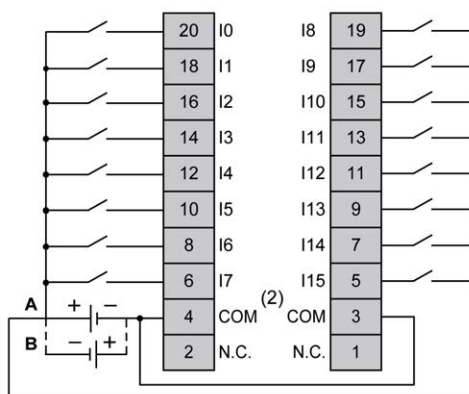 20 I0 I8 19
18 I1 I9 17
16 I2 I10 15
14 I3 I11 13
12 I4 I12 11
10 I5 I13 9
8 I6 I14 7
6 I7 I15 5
A + - 4 COM (2) COM 3
B - + 2 N.C. N.C. 1